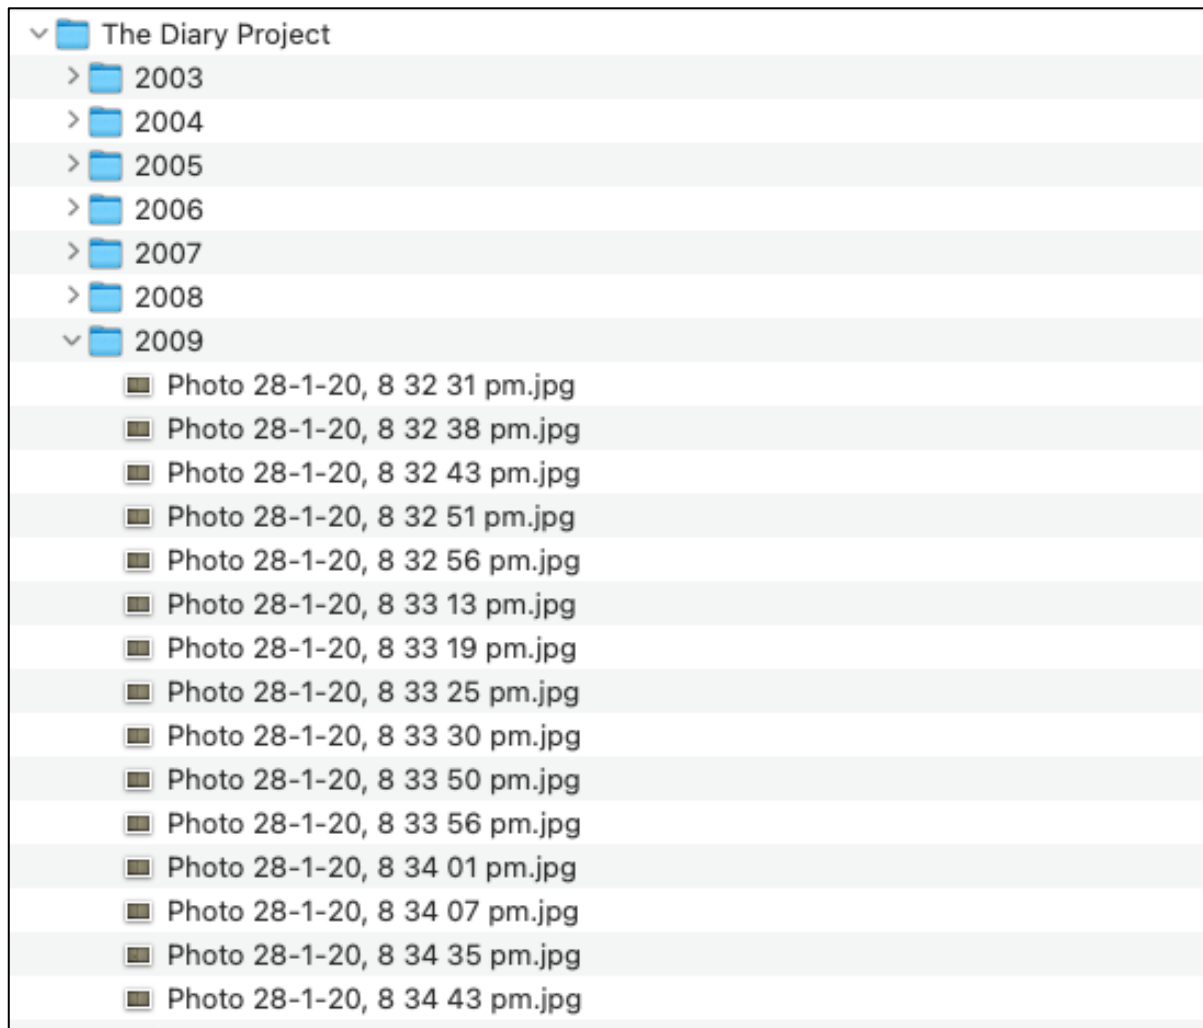 The Diary Project
2003
2004
2005
2006
2007
2008
2009
Photo 28-1-20, 8 32 31 pm.jpg
Photo 28-1-20, 8 32 38 pm.jpg
Photo 28-1-20, 8 32 43 pm.jpg
Photo 28-1-20, 8 32 51 pm.jpg
Photo 28-1-20, 8 32 56 pm.jpg
Photo 28-1-20, 8 33 13 pm.jpg
Photo 28-1-20, 8 33 19 pm.jpg
Photo 28-1-20, 8 33 25 pm.jpg
Photo 28-1-20, 8 33 30 pm.jpg
Photo 28-1-20, 8 33 50 pm.jpg
Photo 28-1-20, 8 33 56 pm.jpg
Photo 28-1-20, 8 34 01 pm.jpg
Photo 28-1-20, 8 34 07 pm.jpg
Photo 28-1-20, 8 34 35 pm.jpg
Photo 28-1-20, 8 34 43 pm.jpg